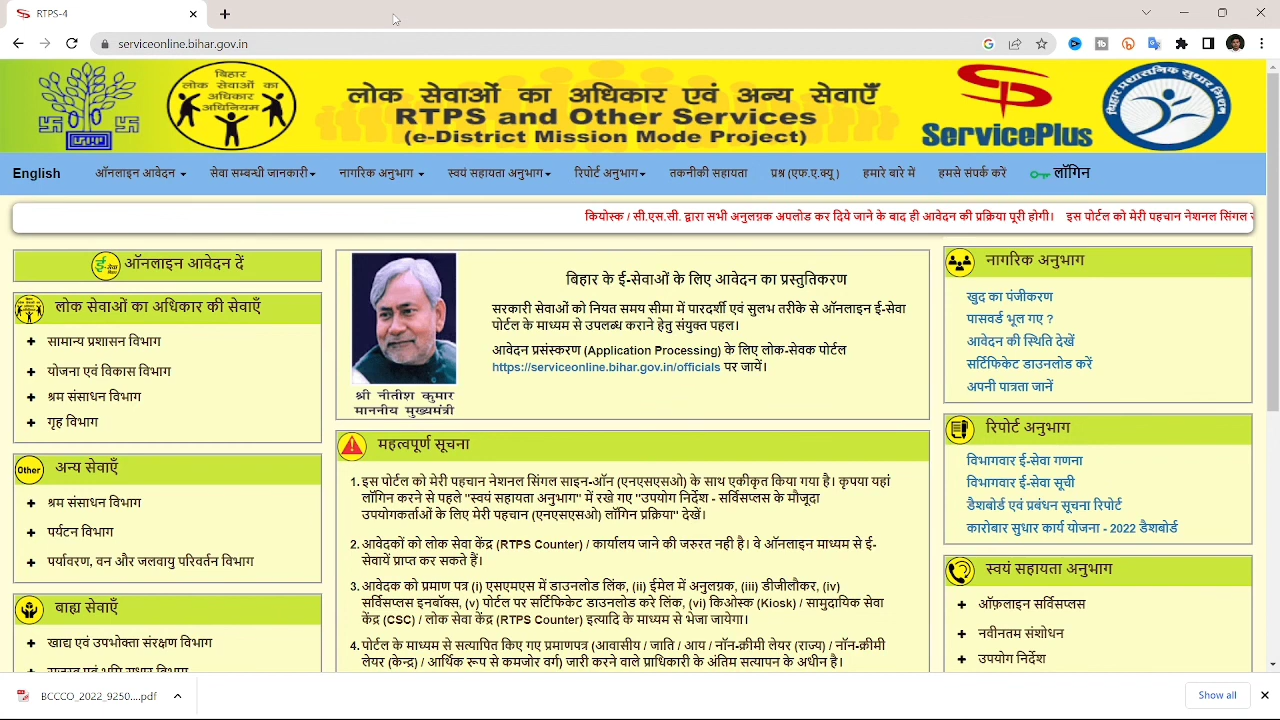 RTPS-4
serviceonline.bihar.gov.in
बिहार
लोक सेवाओं का
अधिकार
अधिनियम
लोक सेवाओं का अधिकार एवं अन्य सेवाएँ
RTPS and Other Services
(e-District Mission Mode Project)
ServicePlus
बिहार प्रशासनिक सुधार मिशन
English
ऑनलाइन आवेदन
सेवा सम्बन्धी जानकारी
नागरिक अनुभाग
स्वयं सहायता अनुभाग
रिपोर्ट अनुभाग
तकनीकी सहायता
प्रश्न (एफ.ए.क्यू )
हमारे बारे में
हमसे संपर्क करें
लॉगिन
कियोस्क / सी.एस.सी. द्वारा सभी अनुलग्नक अपलोड कर दिये जाने के बाद ही आवेदन की प्रक्रिया पूरी होगी। इस पोर्टल को मेरी पहचान नेशनल सिंगल
ऑनलाइन आवेदन दें
लोक सेवाओं का अधिकार की सेवाएँ
सामान्य प्रशासन विभाग
योजना एवं विकास विभाग
श्रम संसाधन विभाग
गृह विभाग
Other
अन्य सेवाएँ
श्रम संसाधन विभाग
पर्यटन विभाग
पर्यावरण, वन और जलवायु परिवर्तन विभाग
बाह्य सेवाएँ
खाद्य एवं उपभोक्ता संरक्षण विभाग
श्री नीतीश कुमार
माननीय मुख्यमंत्री
बिहार के ई-सेवाओं के लिए आवेदन का प्रस्तुतिकरण
सरकारी सेवाओं को नियत समय सीमा में पारदर्शी एवं सुलभ तरीके से ऑनलाइन ई-सेवा
पोर्टल के माध्यम से उपलब्ध कराने हेतु संयुक्त पहल।
आवेदन प्रसंस्करण (Application Processing) के लिए लोक-सेवक पोर्टल
https://serviceonline.bihar.gov.in/officials पर जायें।
महत्वपूर्ण सूचना
1. इस पोर्टल को मेरी पहचान नेशनल सिंगल साइन-ऑन (एनएसएसओ) के साथ एकीकृत किया गया है। कृपया यहां
लॉगिन करने से पहले "स्वयं सहायता अनुभाग" में रखे गए "उपयोग निर्देश - सर्विसप्लस के मौजूदा
उपयोगकर्ताओं के लिए मेरी पहचान (एनएसएसओ) लॉगिन प्रक्रिया" देखें।
2. आवेदकों को लोक सेवा केंद्र (RTPS Counter) / कार्यालय जाने की जरुरत नही है। वे ऑनलाइन माध्यम से ई-
सेवायें प्राप्त कर सकते हैं।
3. आवेदक को प्रमाण पत्र (i) एसएमएस में डाउनलोड लिंक, (ii) ईमेल में अनुलग्नक, (iii) डीजीलौकर, (iv)
सर्विसप्लस इनबॉक्स, (v) पोर्टल पर सर्टिफिकेट डाउनलोड करे लिंक, (vi) किओस्क (Kiosk) / सामुदायिक सेवा
केंद्र (CSC) / लोक सेवा केंद्र (RTPS Counter) इत्यादि के माध्यम से भेजा जायेगा।
4. पोर्टल के माध्यम से सत्यापित किए गए प्रमाणपत्र (आवासीय / जाति / आय / नॉन-क्रीमी लेयर (राज्य) / नॉन-क्रीमी
लेयर (केन्द्र) / आर्थिक रूप से कमजोर वर्ग) जारी करने वाले प्राधिकारी के अंतिम सत्यापन के अधीन है।
नागरिक अनुभाग
खुद का पंजीकरण
पासवर्ड भूल गए ?
आवेदन की स्थिति देखें
सर्टिफिकेट डाउनलोड करें
अपनी पात्रता जानें
रिपोर्ट अनुभाग
विभागवार ई-सेवा गणना
विभागवार ई-सेवा सूची
डैशबोर्ड एवं प्रबंधन सूचना रिपोर्ट
कारोबार सुधार कार्य योजना - 2022 डैशबोर्ड
स्वयं सहायता अनुभाग
ऑफ़लाइन सर्विसप्लस
नवीनतम संशोधन
उपयोग निर्देश
BCCCO_2022_9250....pdf
Show all